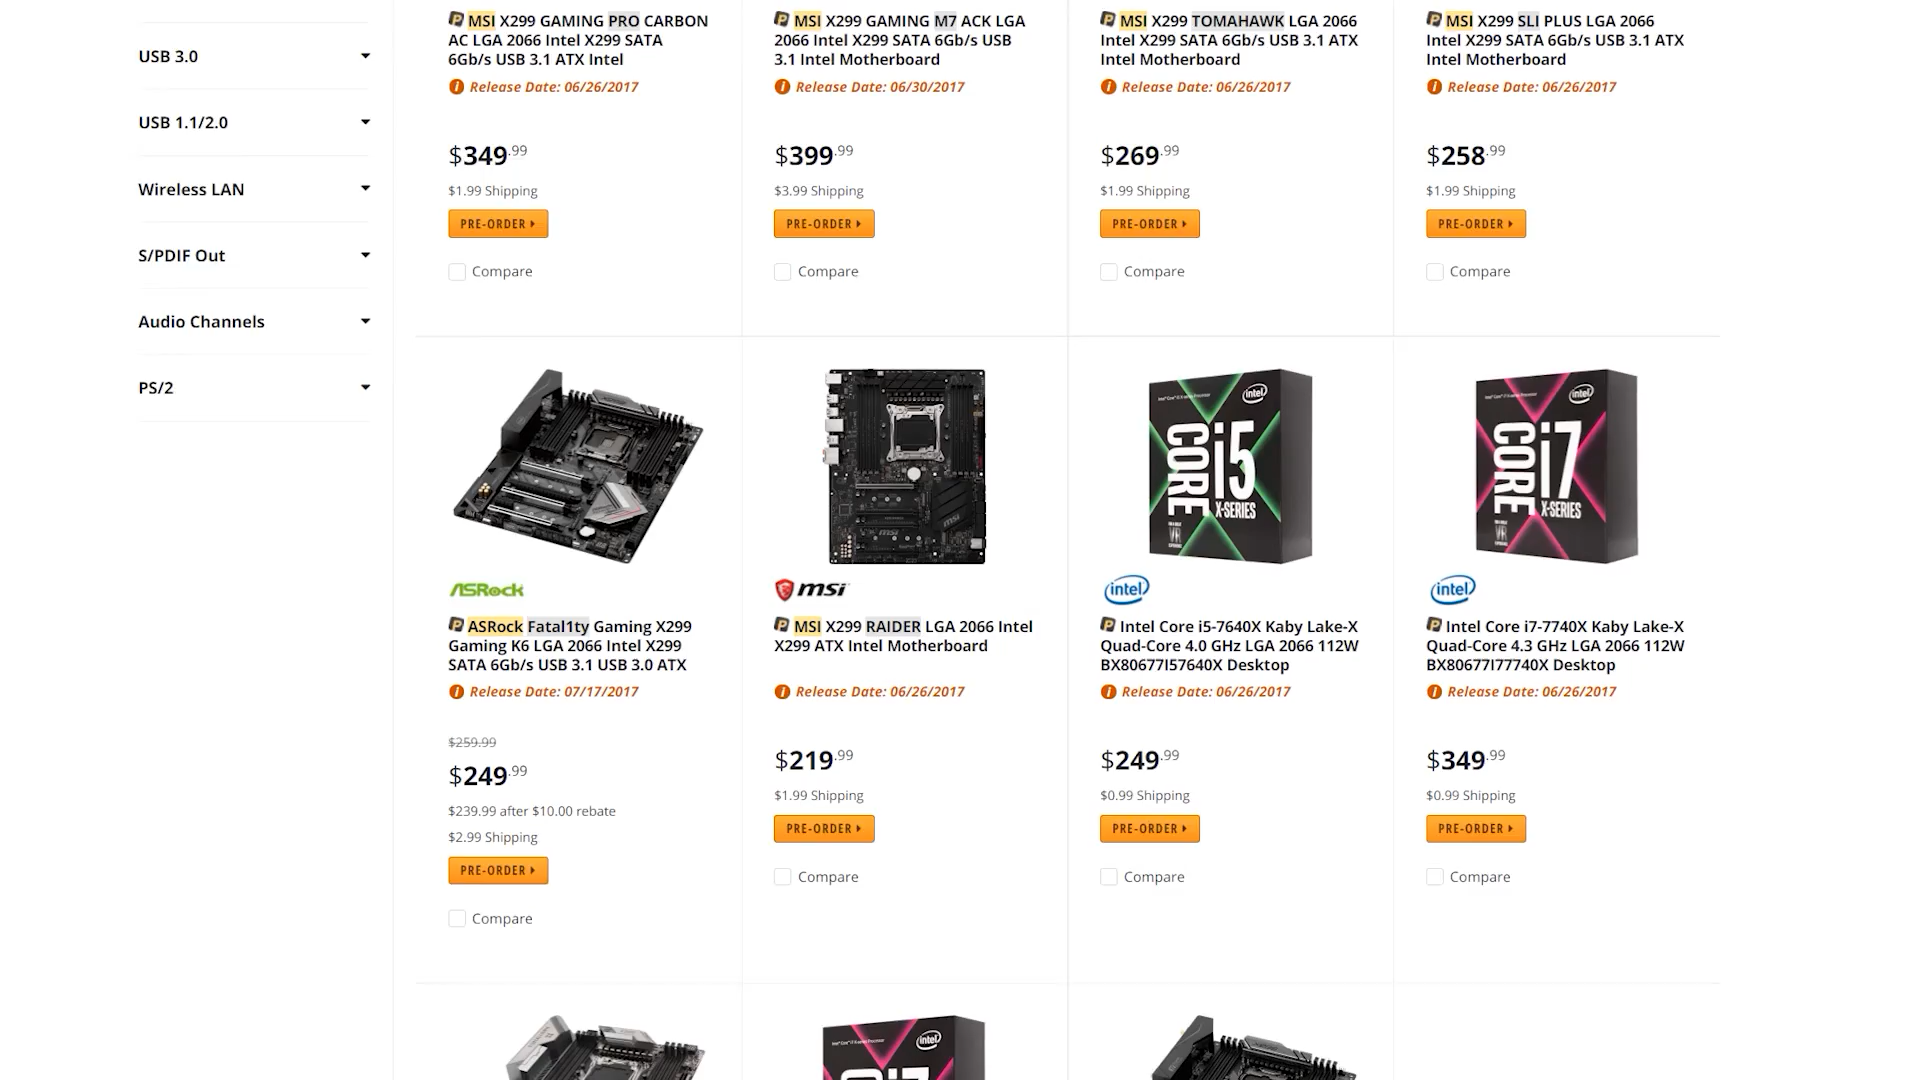 USB 3.0
USB 1.1/2.0
Wireless LAN
S/PDIF Out
Audio Channels
PS/2
MSI X299 GAMING PRO CARBON
AC LGA 2066 Intel X299 SATA
6Gb/s USB 3.1 ATX Intel
Release Date: 06/26/2017
$349.99
$1.99 Shipping
PRE-ORDER
Compare
MSI X299 GAMING M7 ACK LGA
2066 Intel X299 SATA 6Gb/s USB
3.1 Intel Motherboard
Release Date: 06/30/2017
$399.99
$3.99 Shipping
PRE-ORDER
Compare
MSI X299 TOMAHAWK LGA 2066
Intel X299 SATA 6Gb/s USB 3.1 ATX
Intel Motherboard
Release Date: 06/26/2017
$269.99
$1.99 Shipping
PRE-ORDER
Compare
MSI X299 SLI PLUS LGA 2066
Intel X299 SATA 6Gb/s USB 3.1 ATX
Intel Motherboard
Release Date: 06/26/2017
$258.99
$1.99 Shipping
PRE-ORDER
Compare
ASRock
ASRock Fatal1ty Gaming X299
Gaming K6 LGA 2066 Intel X299
SATA 6Gb/s USB 3.1 USB 3.0 ATX
Release Date: 07/17/2017
$259.99
$249.99
$239.99 after $10.00 rebate
$2.99 Shipping
PRE-ORDER
Compare
msi
msi
msi
MSI X299 RAIDER LGA 2066 Intel
X299 ATX Intel Motherboard
Release Date: 06/26/2017
$219.99
$1.99 Shipping
PRE-ORDER
Compare
intel
CORE i5
X-SERIES
VR
intel
Intel Core i5-7640X Kaby Lake-X
Quad-Core 4.0 GHz LGA 2066 112W
BX80677I57640X Desktop
Release Date: 06/26/2017
$249.99
$0.99 Shipping
PRE-ORDER
Compare
intel
CORE i7
X-SERIES
VR
intel
Intel Core i7-7740X Kaby Lake-X
Quad-Core 4.3 GHz LGA 2066 112W
BX80677I77740X Desktop
Release Date: 06/26/2017
$349.99
$0.99 Shipping
PRE-ORDER
Compare
intel